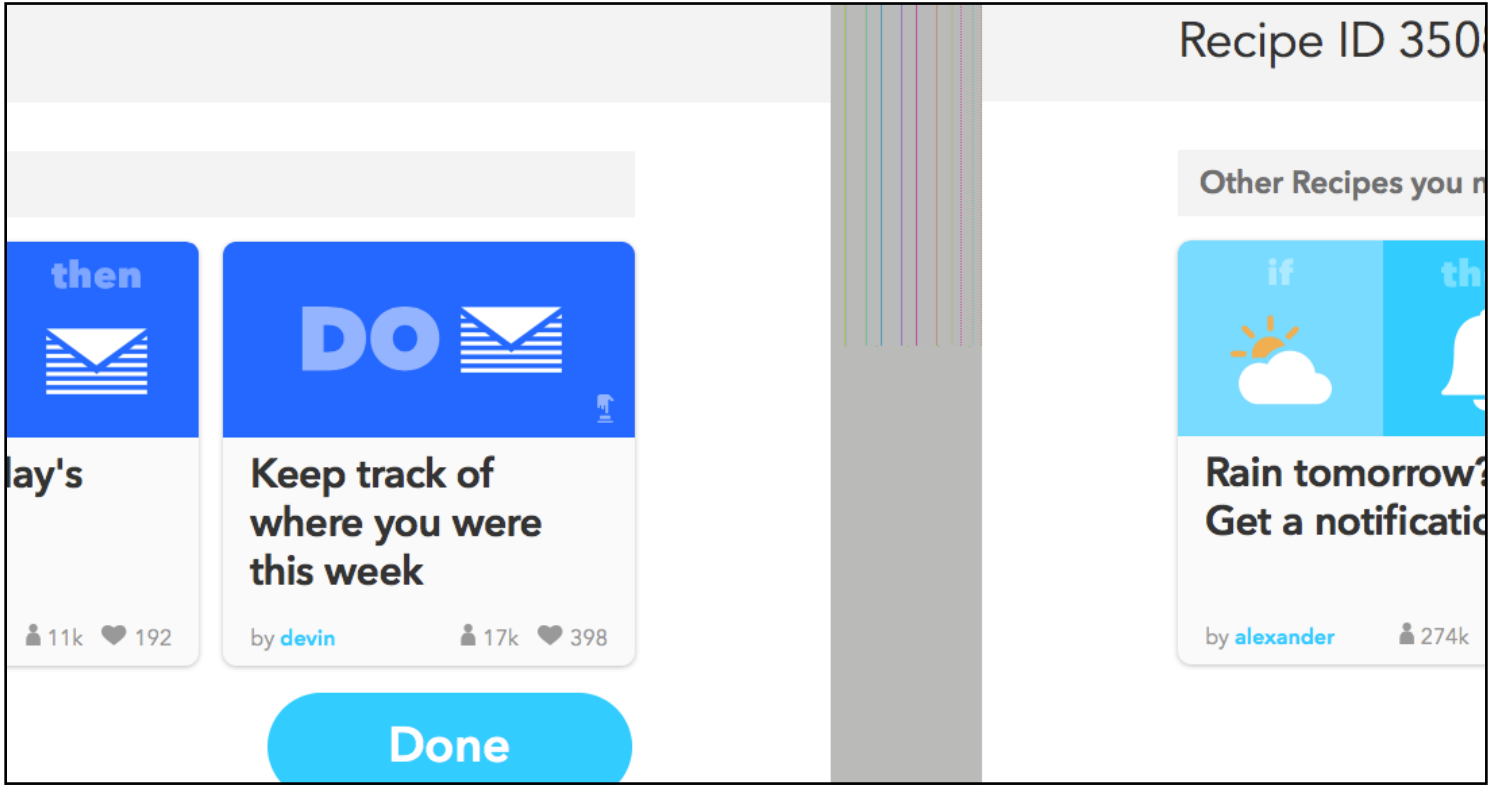 then
lay's
11k 192
DO
Keep track of
where you were
this week
by devin 17k 398
Done
Recipe ID 350
Other Recipes you
if th
Rain tomorrow?
Get a notificatio
by alexander 274k